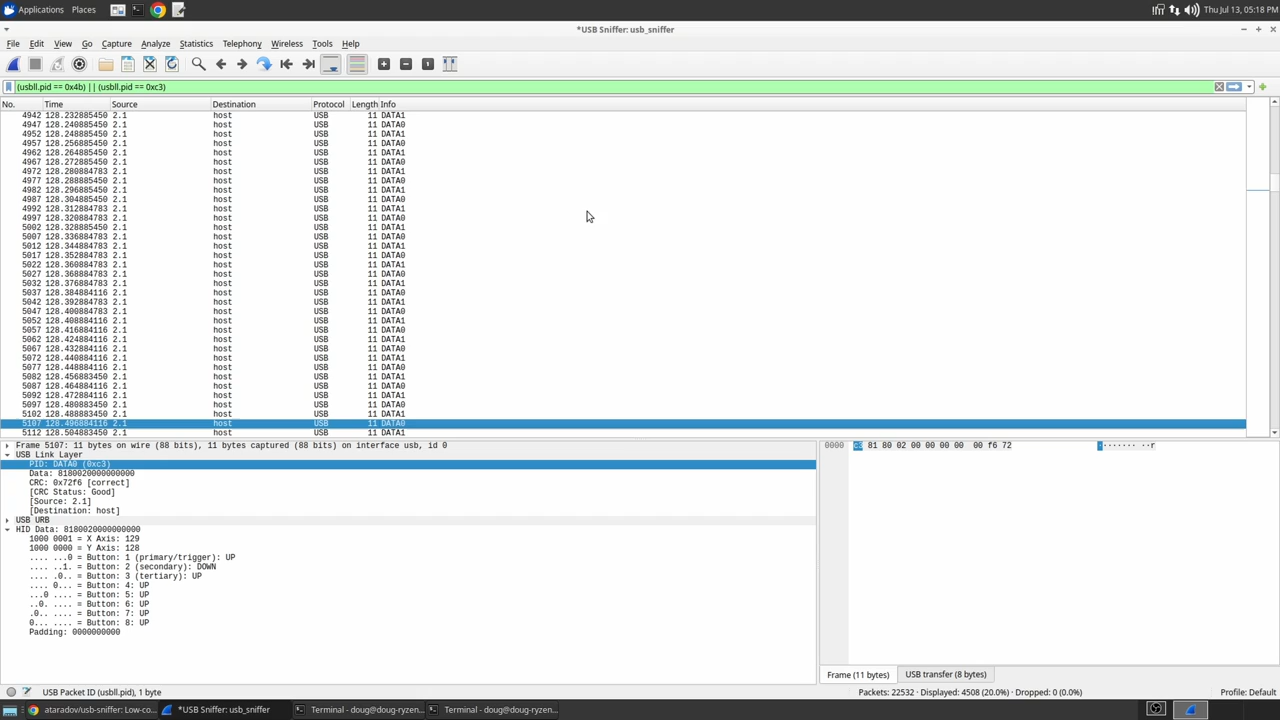 Applications Places Thu Jul 13, 05:18 PM
*USB Sniffer: usb_sniffer
File Edit View Go Capture Analyze Statistics Telephony Wireless Tools Help
(usbll.pid == 0x4b) || (usbll.pid == 0xc3)
No. Time Source Destination Protocol Length Info
4942 128.232885450 2.1 host USB 11 DATA1
4947 128.240885450 2.1 host USB 11 DATA0
4952 128.248885450 2.1 host USB 11 DATA1
4957 128.256885450 2.1 host USB 11 DATA0
4962 128.264885450 2.1 host USB 11 DATA1
4967 128.272885450 2.1 host USB 11 DATA0
4972 128.280884783 2.1 host USB 11 DATA1
4977 128.288885450 2.1 host USB 11 DATA0
4982 128.296885450 2.1 host USB 11 DATA1
4987 128.304885450 2.1 host USB 11 DATA0
4992 128.312884783 2.1 host USB 11 DATA1
4997 128.320884783 2.1 host USB 11 DATA0
5002 128.328885450 2.1 host USB 11 DATA1
5007 128.336884783 2.1 host USB 11 DATA0
5012 128.344884783 2.1 host USB 11 DATA1
5017 128.352884783 2.1 host USB 11 DATA0
5022 128.360884783 2.1 host USB 11 DATA1
5027 128.368884783 2.1 host USB 11 DATA0
5032 128.376884783 2.1 host USB 11 DATA1
5037 128.384884116 2.1 host USB 11 DATA0
5042 128.392884783 2.1 host USB 11 DATA1
5047 128.400884783 2.1 host USB 11 DATA0
5052 128.408884116 2.1 host USB 11 DATA1
5057 128.416884116 2.1 host USB 11 DATA0
5062 128.424884116 2.1 host USB 11 DATA1
5067 128.432884116 2.1 host USB 11 DATA0
5072 128.440884116 2.1 host USB 11 DATA1
5077 128.448884116 2.1 host USB 11 DATA0
5082 128.456883450 2.1 host USB 11 DATA1
5087 128.464884116 2.1 host USB 11 DATA0
5092 128.472884116 2.1 host USB 11 DATA1
5097 128.480883450 2.1 host USB 11 DATA0
5102 128.488883450 2.1 host USB 11 DATA1
5107 128.496884116 2.1 host USB 11 DATA0
5112 128.504883450 2.1 host USB 11 DATA1
Frame 5107: 11 bytes on wire (88 bits), 11 bytes captured (88 bits) on interface usb, id 0
USB Link Layer
PID: DATA0 (0xc3)
Data: 8180020000000000
CRC: 0x72f6 [correct]
[CRC Status: Good]
[Source: 2.1]
[Destination: host]
USB URB
HID Data: 8180020000000000
1000 0001 = X Axis: 129
1000 0000 = Y Axis: 128
.... ...0 = Button: 1 (primary/trigger): UP
.... ..1. = Button: 2 (secondary): DOWN
.... .0.. = Button: 3 (tertiary): UP
.... 0... = Button: 4: UP
...0 .... = Button: 5: UP
..0. .... = Button: 6: UP
.0.. .... = Button: 7: UP
0... .... = Button: 8: UP
Padding: 0000000000
0000 c3 81 80 02 00 00 00 00 00 f6 72 ········ ··r
Frame (11 bytes) USB transfer (8 bytes)
USB Packet ID (usbll.pid), 1 byte Packets: 22532 · Displayed: 4508 (20.0%) · Dropped: 0 (0.0%) Profile: Default
ataradov/usb-sniffer: Low-co... *USB Sniffer: usb_sniffer Terminal - doug@doug-ryzen... Terminal - doug@doug-ryzen...